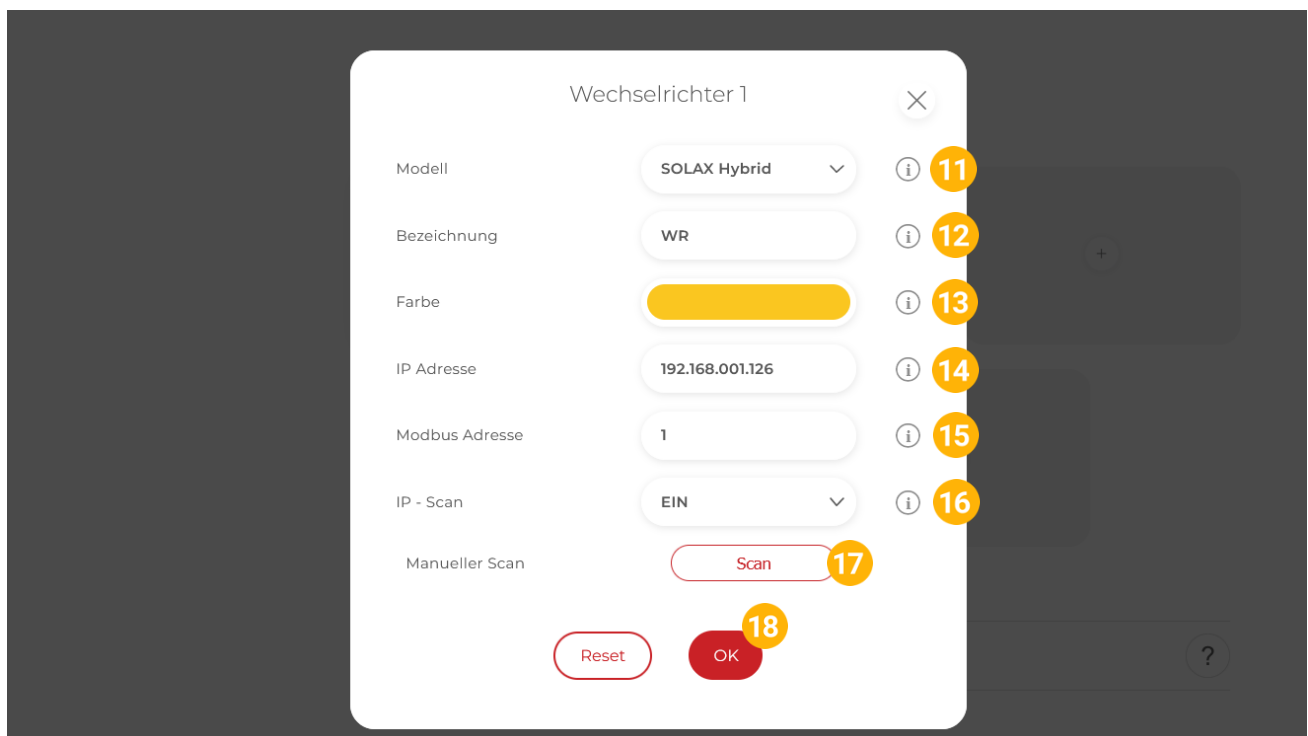 Wechselrichter 1
Modell SOLAX Hybrid i 11
Bezeichnung WR i 12
Farbe i 13
IP Adresse 192.168.001.126 i 14
Modbus Adresse 1 i 15
IP - Scan EIN i 16
Manueller Scan Scan 17
18
Reset OK
+
?